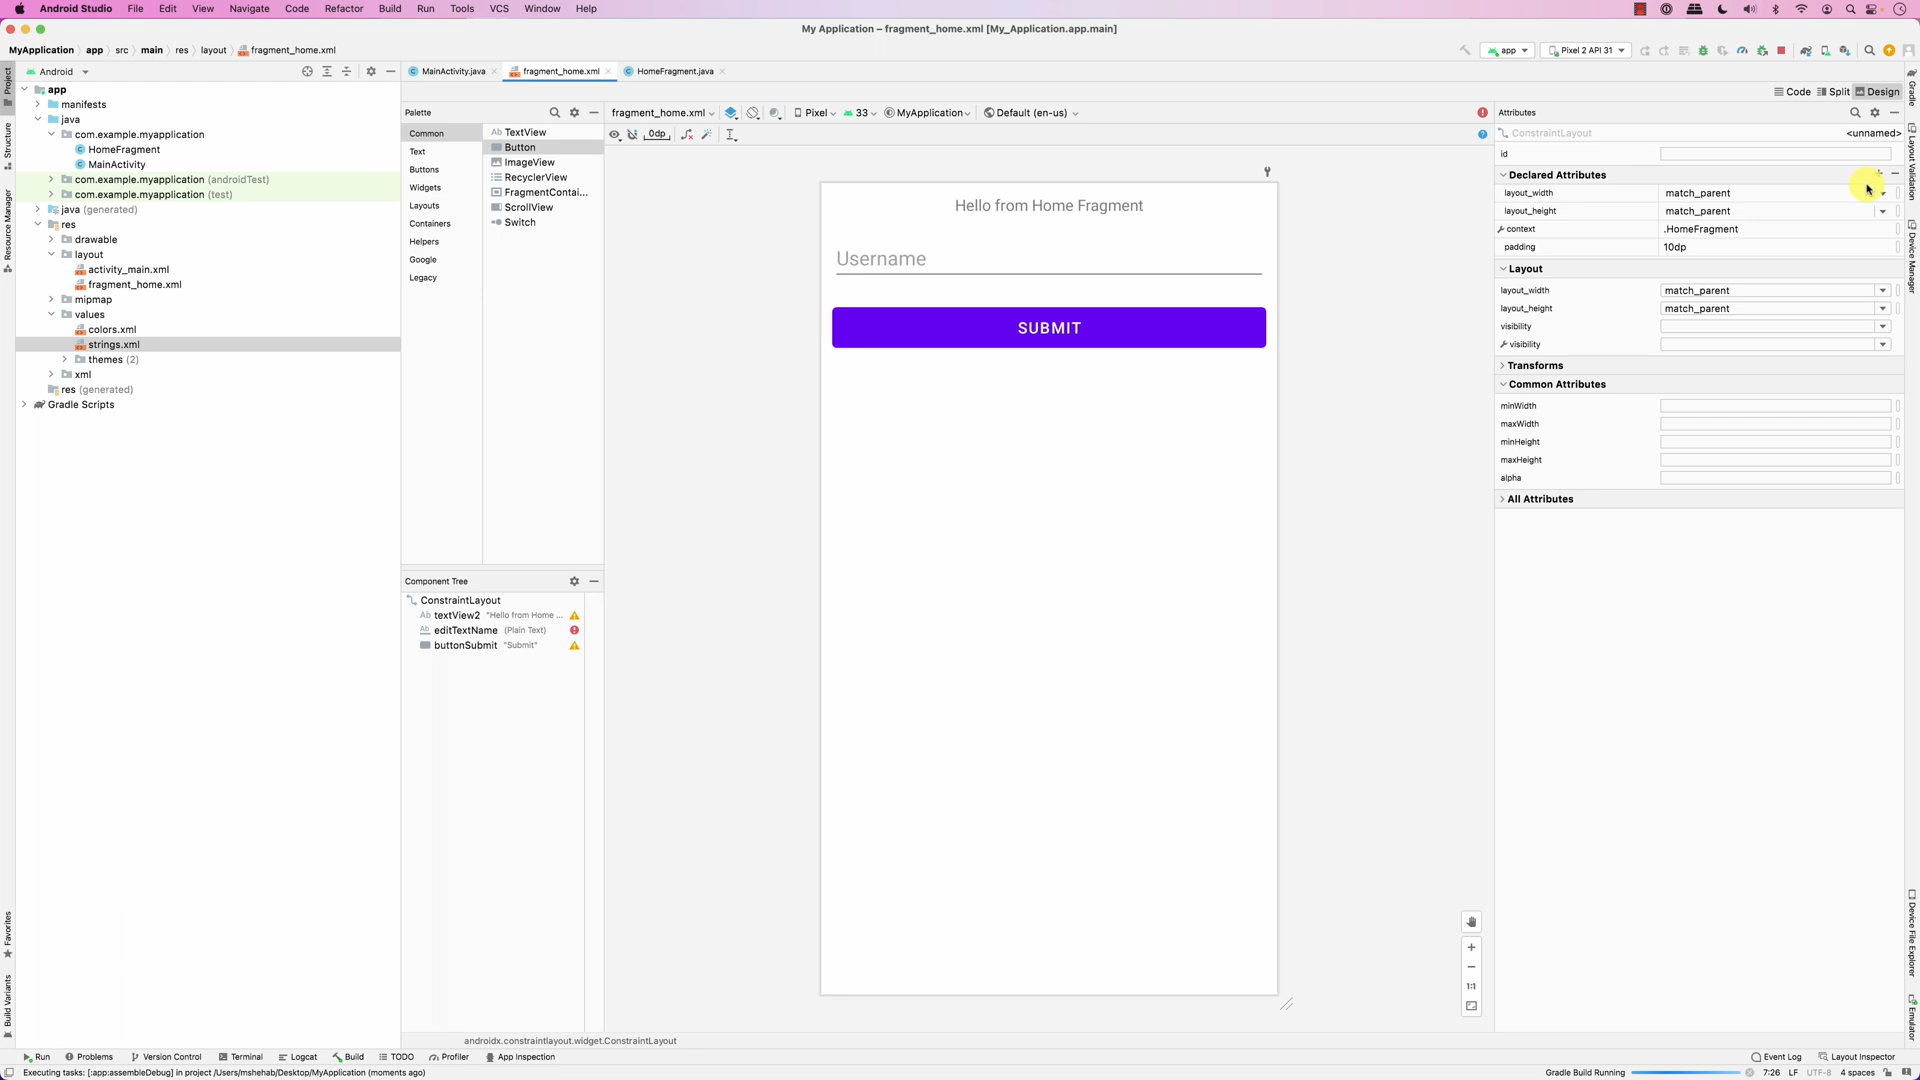 Android Studio File Edit View Navigate Code Refactor Build Run Tools VCS Window Help
My Application – fragment_home.xml [My_Application.app.main]
MyApplication app src main res layout fragment_home.xml
app Pixel 2 API 31
Android
MainActivity.java fragment_home.xml HomeFragment.java
Code Split Design
Project
Structure
Resource Manager
Favorites
Build Variants
app
manifests
java
com.example.myapplication
HomeFragment
MainActivity
com.example.myapplication (androidTest)
com.example.myapplication (test)
java (generated)
res
drawable
layout
activity_main.xml
fragment_home.xml
mipmap
values
colors.xml
strings.xml
themes (2)
xml
res (generated)
Gradle Scripts
Palette
Common
Text
Buttons
Widgets
Layouts
Containers
Helpers
Google
Legacy
Ab TextView
Button
ImageView
RecyclerView
FragmentContai...
ScrollView
Switch
Component Tree
ConstraintLayout
Ab textView2 "Hello from Home ...
Ab editTextName (Plain Text)
buttonSubmit "Submit"
fragment_home.xml Pixel 33 MyApplication Default (en-us)
0dp
Hello from Home Fragment
Username
SUBMIT
1:1
androidx.constraintlayout.widget.ConstraintLayout
Attributes
ConstraintLayout <unnamed>
id
Declared Attributes
layout_width match_parent
layout_height match_parent
context .HomeFragment
padding 10dp
Layout
layout_width match_parent
layout_height match_parent
visibility
visibility
Transforms
Common Attributes
minWidth
maxWidth
minHeight
maxHeight
alpha
All Attributes
Gradle
Layout Validation
Device Manager
Device File Explorer
Emulator
Run Problems Version Control Terminal Logcat Build TODO Profiler App Inspection
Event Log Layout Inspector
Executing tasks: [:app:assembleDebug] in project /Users/mshehab/Desktop/MyApplication (moments ago)
Gradle Build Running 7:26 LF UTF-8 4 spaces